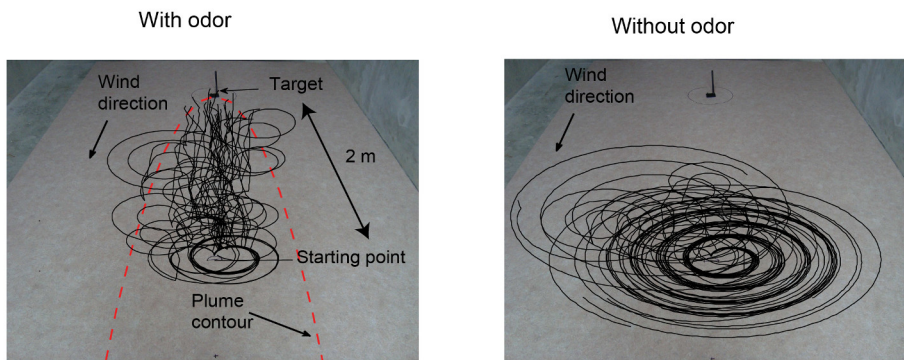 With odor
Without odor
Wind
direction
Target
2 m
Starting point
Plume
contour
Wind
direction